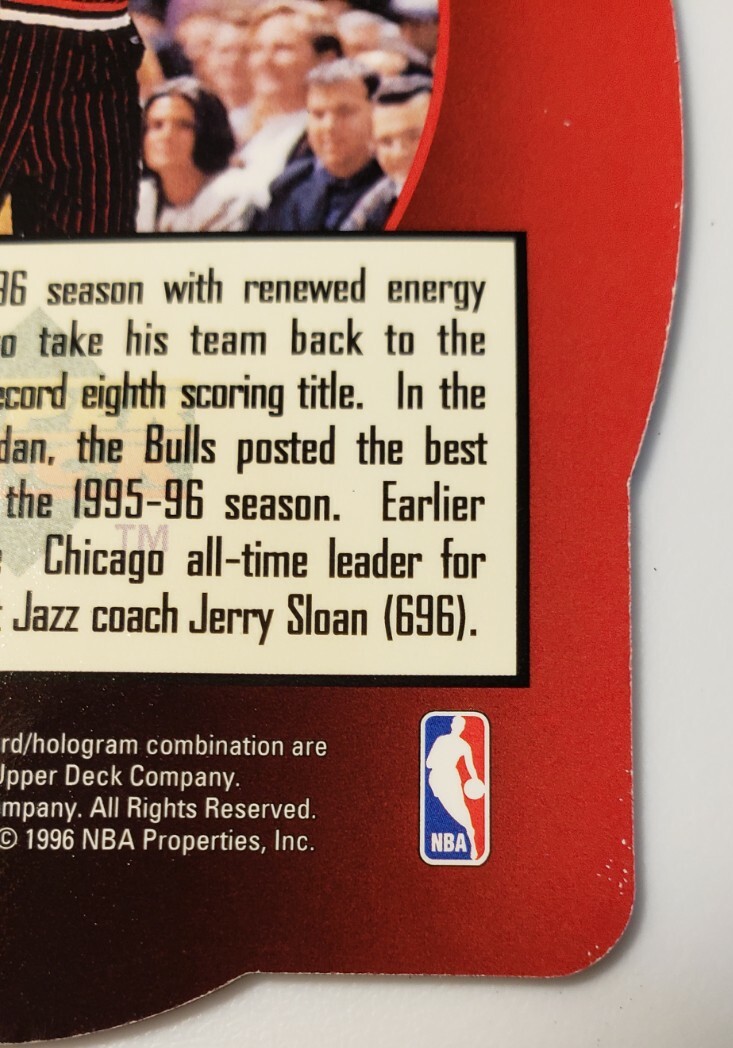 96 season with renewed energy
o take his team back to the
ecord eighth scoring title. In the
dan, the Bulls posted the best
the 1995-96 season. Earlier
Chicago all-time leader for
Jazz coach Jerry Sloan (696).
TM
rd/hologram combination are
Upper Deck Company.
mpany. All Rights Reserved.
© 1996 NBA Properties, Inc.
NBA